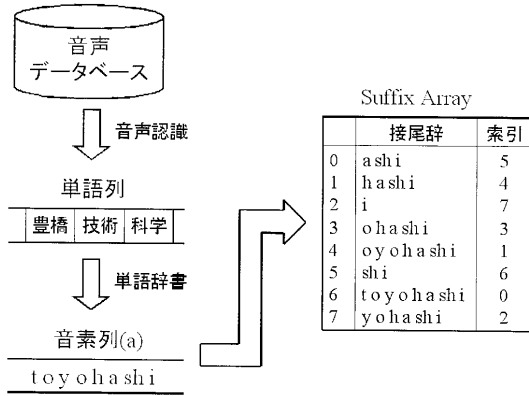 音声
データベース
音声認識
単語列
豊橋 技術 科学
単語辞書
音素列(a)
toyohashi
Suffix Array
接尾辞 索引
0 ashi 5
1 hashi 4
2 i 7
3 ohashi 3
4 oyohashi 1
5 shi 6
6 toyohashi 0
7 yohashi 2